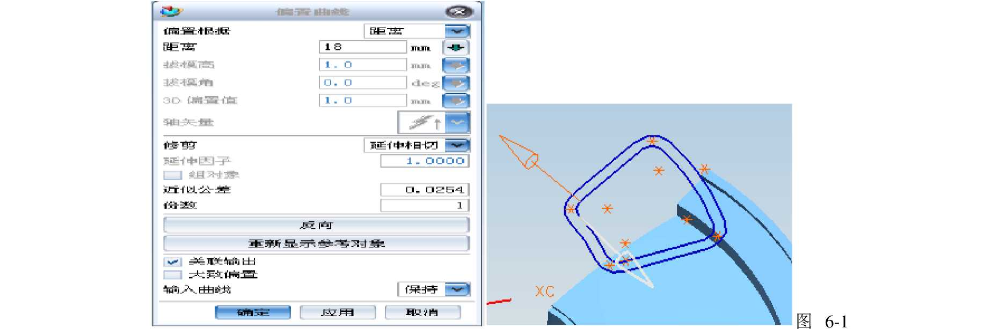 偏置曲线
偏置根据 距离
距离 18 mm
拔模高 1.0 mm
拔模角 0.0 deg
3D 偏置值 1.0 mm
轴矢量
修剪 延伸相切
延伸因子 1.0000
组对象
近似公差 0.0254
份数 1
反向
重新显示参考对象
关联输出
大致偏置
输入曲线 保持
确定 应用 取消
XC
图 6-1